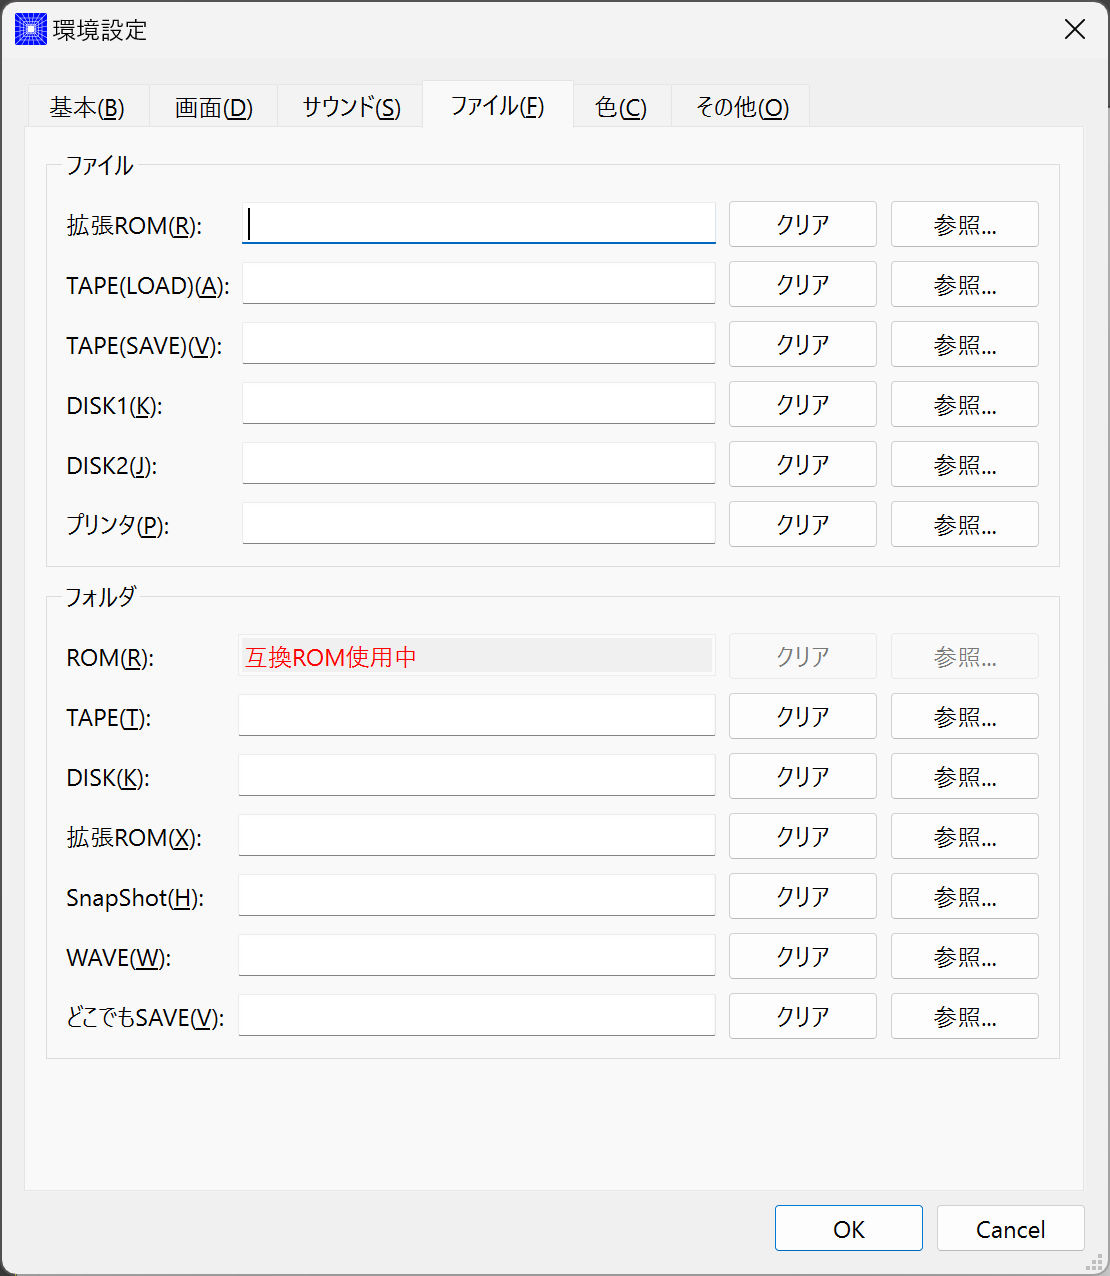 環境設定
基本(B) 画面(D) サウンド(S) ファイル(F) 色(C) その他(O)
ファイル
拡張ROM(R): クリア 参照...
TAPE(LOAD)(A): クリア 参照...
TAPE(SAVE)(V): クリア 参照...
DISK1(K): クリア 参照...
DISK2(J): クリア 参照...
プリンタ(P): クリア 参照...
フォルダ
ROM(R): 互換ROM使用中 クリア 参照...
TAPE(T): クリア 参照...
DISK(K): クリア 参照...
拡張ROM(X): クリア 参照...
SnapShot(H): クリア 参照...
WAVE(W): クリア 参照...
どこでもSAVE(V): クリア 参照...
OK Cancel